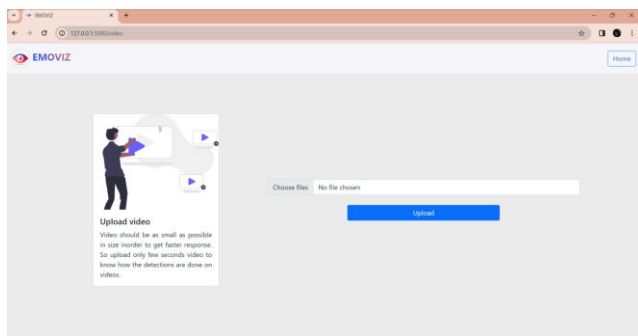 EMOVIZ
127.0.0.1:5000/video
EMOVIZ
Home
Choose files No file chosen
Upload
Upload video
Video should be as small as possible
in size inorder to get faster response.
So upload only few seconds video to
know how the detections are done on
videos.